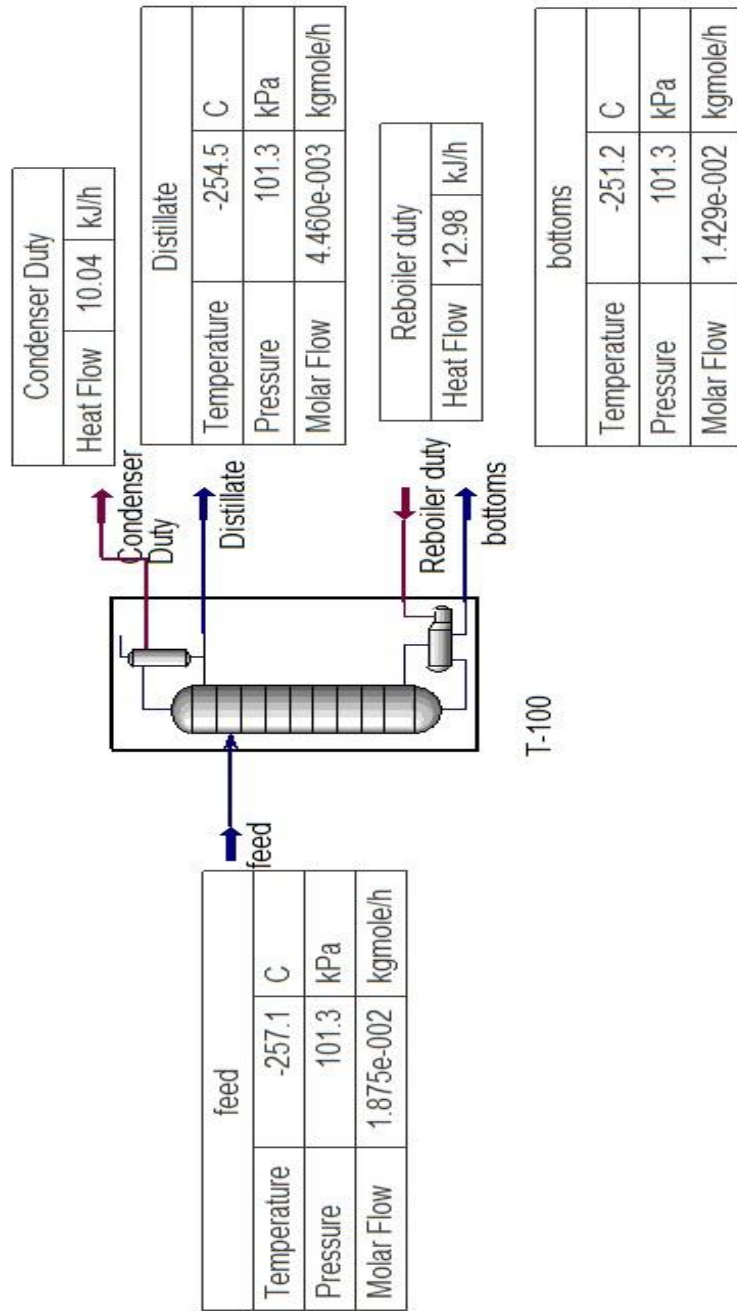 Condenser Duty
Heat Flow 10.04 kJ/h
Condenser
Duty
Distillate
Temperature -254.5 C
Pressure 101.3 kPa
Molar Flow 4.460e-003 kgmole/h
Distillate
feed
Temperature -257.1 C
Pressure 101.3 kPa
Molar Flow 1.875e-002 kgmole/h
feed
T-100
Reboiler duty
Reboiler duty
Heat Flow 12.98 kJ/h
bottoms
bottoms
Temperature -251.2 C
Pressure 101.3 kPa
Molar Flow 1.429e-002 kgmole/h